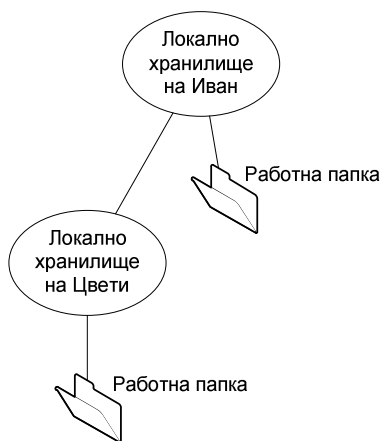 Локално
хранилище
на Иван
Работна папка
Локално
хранилище
на Цвети
Работна папка